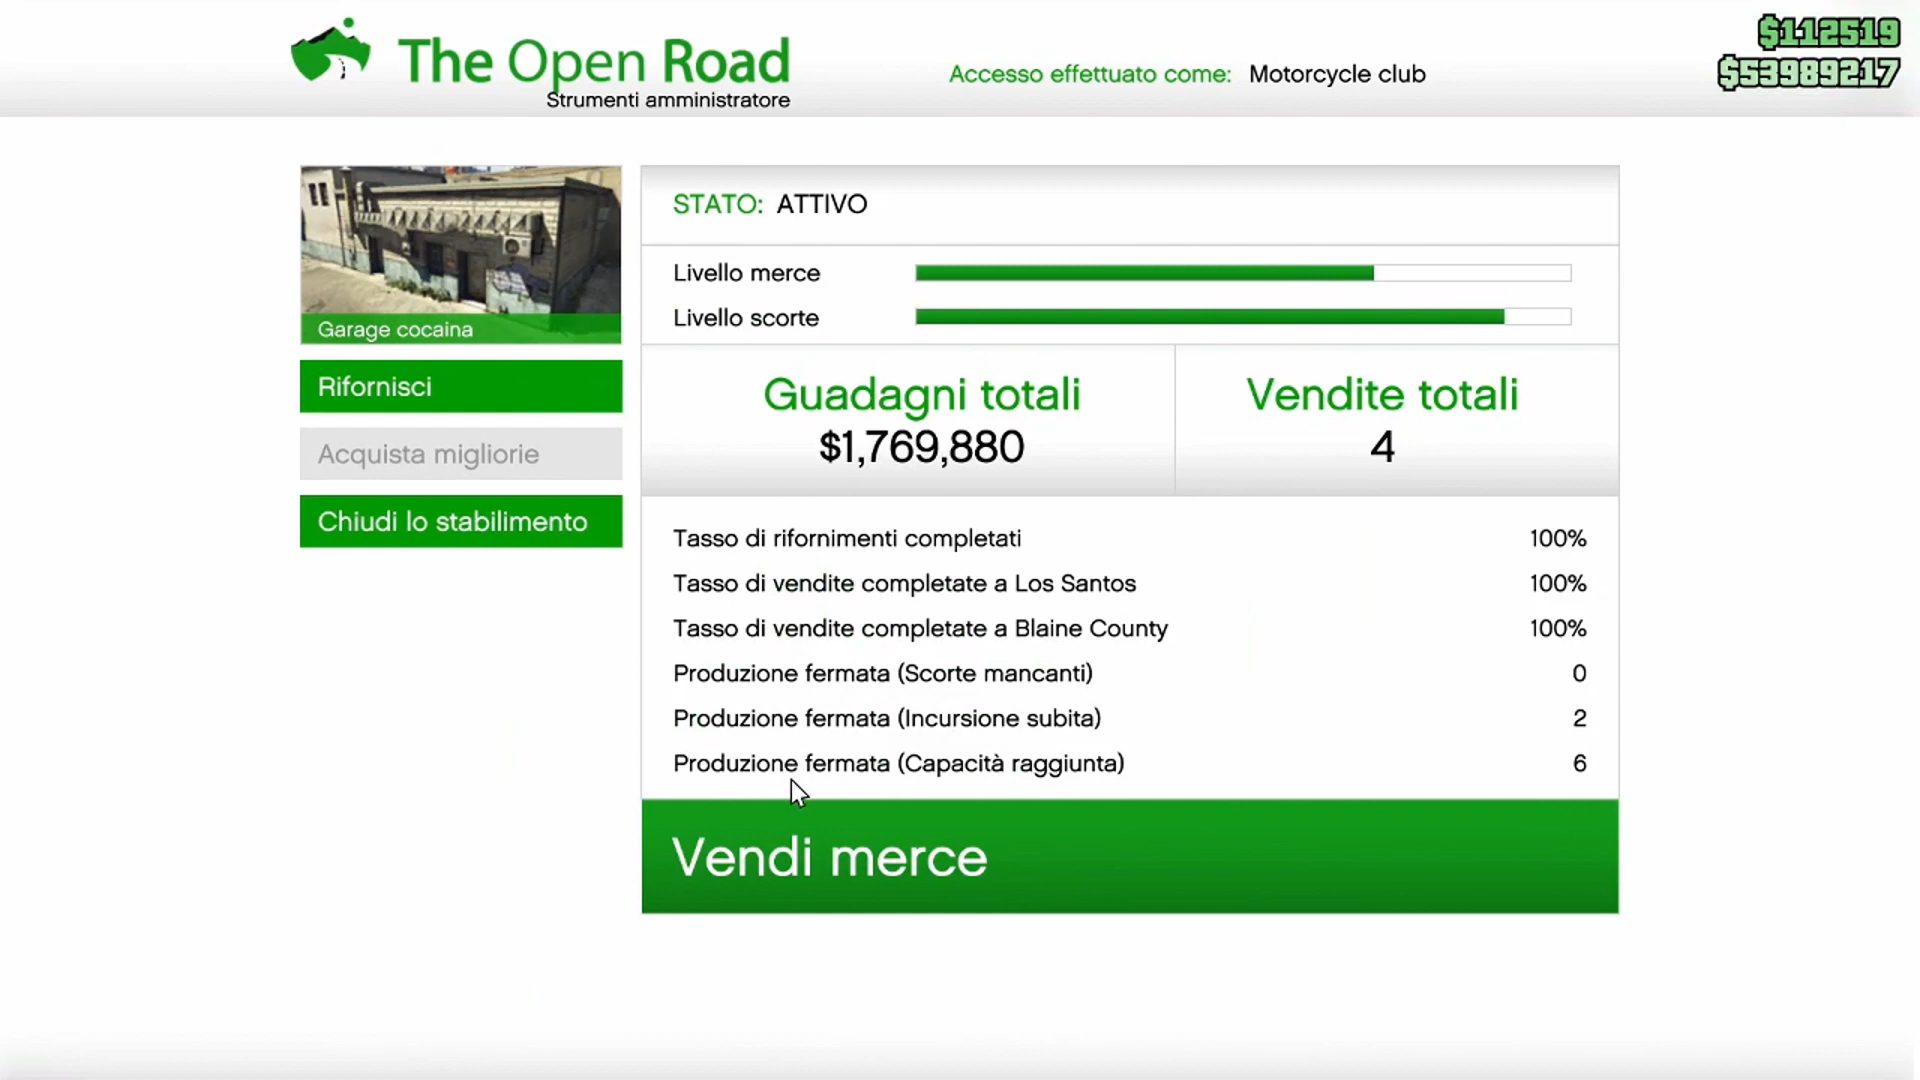 The Open Road
Strumenti amministratore
Accesso effettuato come: Motorcycle club
$112519
$53989217
Garage cocaina
Rifornisci
Acquista migliorie
Chiudi lo stabilimento
STATO: ATTIVO
Livello merce
Livello scorte
Guadagni totali
$1,769,880
Vendite totali
4
Tasso di rifornimenti completati 100%
Tasso di vendite completate a Los Santos 100%
Tasso di vendite completate a Blaine County 100%
Produzione fermata (Scorte mancanti) 0
Produzione fermata (Incursione subita) 2
Produzione fermata (Capacità raggiunta) 6
Vendi merce